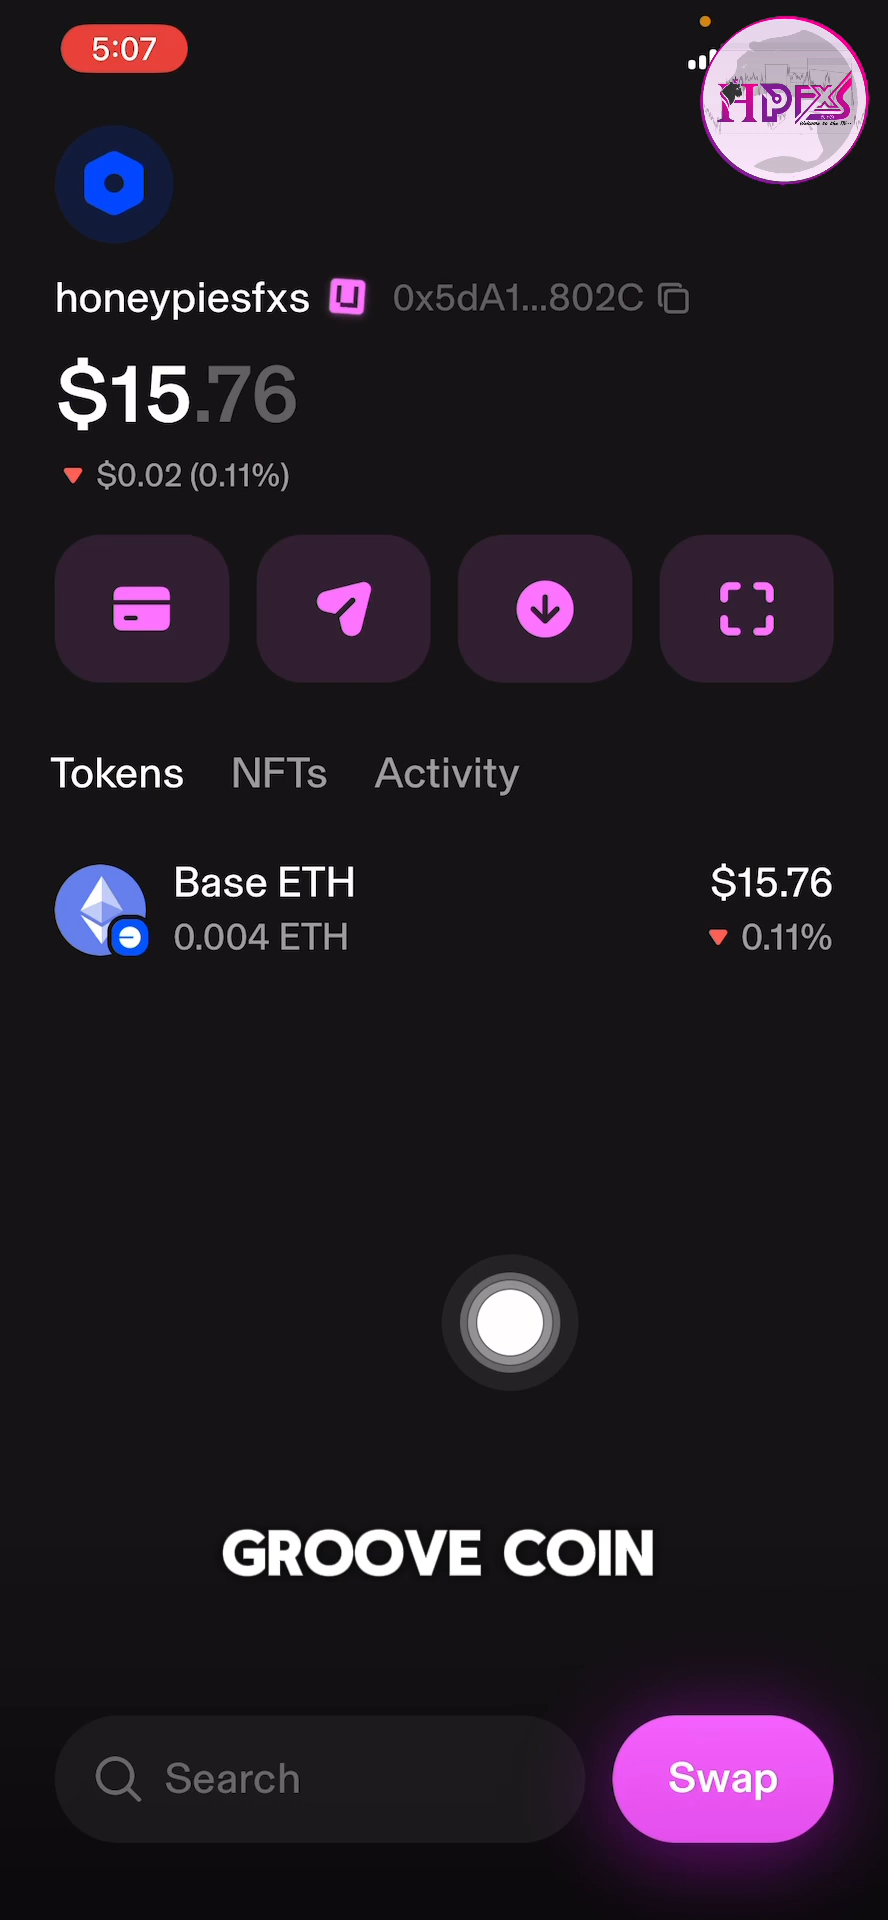 5:07
HPFXS
honeypiesfxs 0x5dA1...802C
$15.76
$0.02 (0.11%)
Tokens NFTs Activity
Base ETH $15.76
0.004 ETH 0.11%
GROOVE COIN
Search Swap